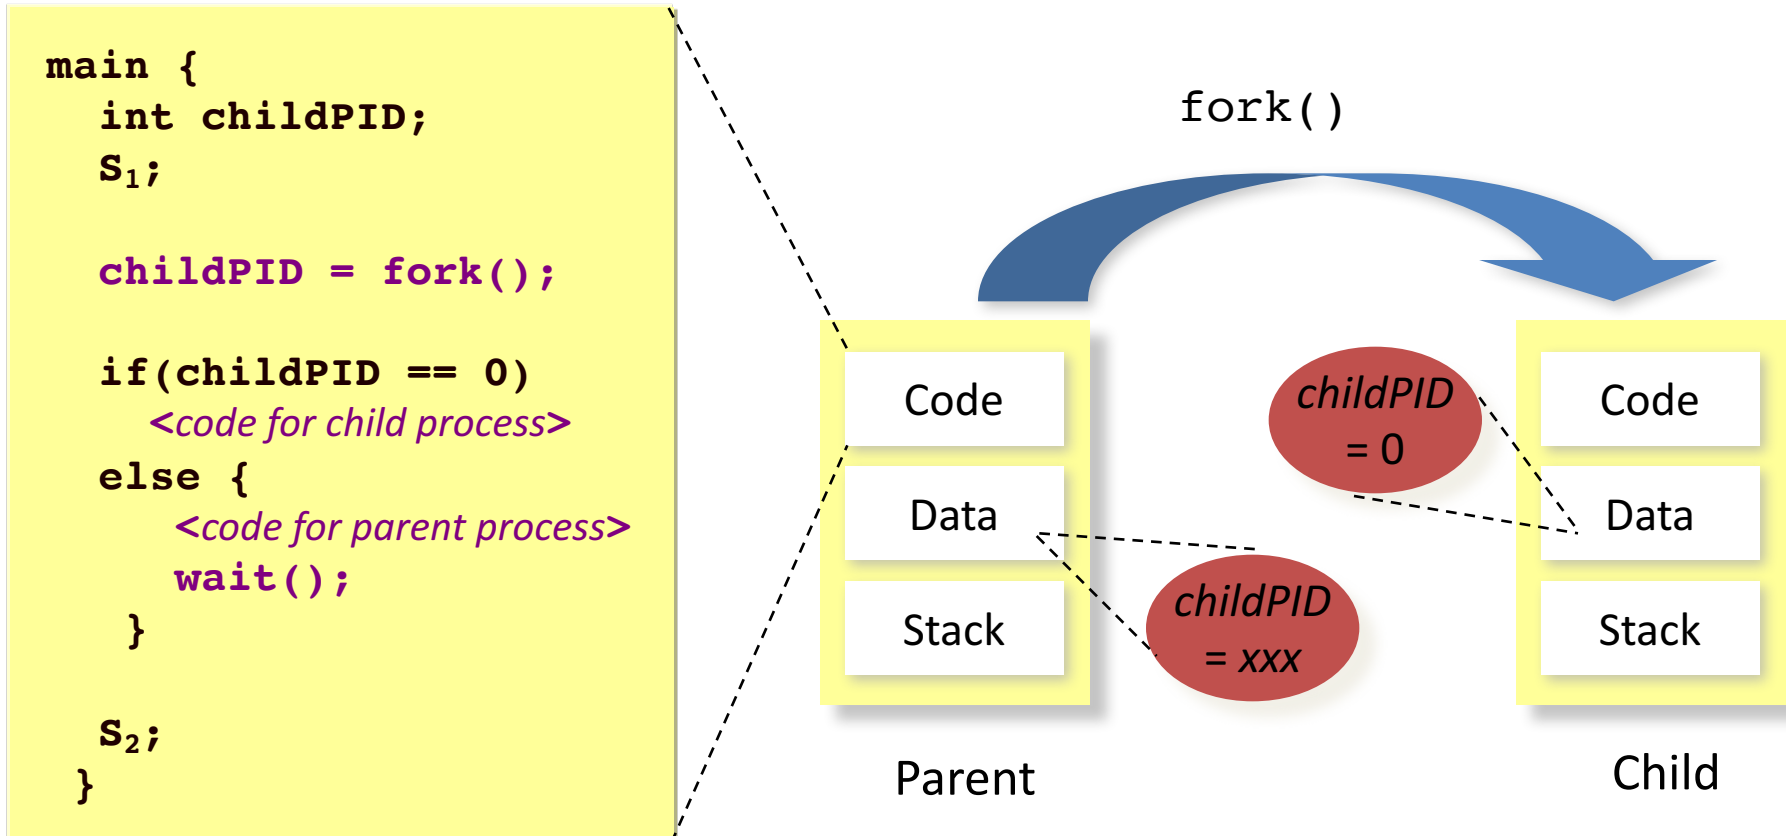 main {
int childPID;
S₁;
childPID = fork();
if(childPID == 0)
<code for child process>
else {
<code for parent process>
wait();
}
S₂;
}
fork()
Code
Data
Stack
Parent
childPID
= xxx
childPID
= 0
Code
Data
Stack
Child